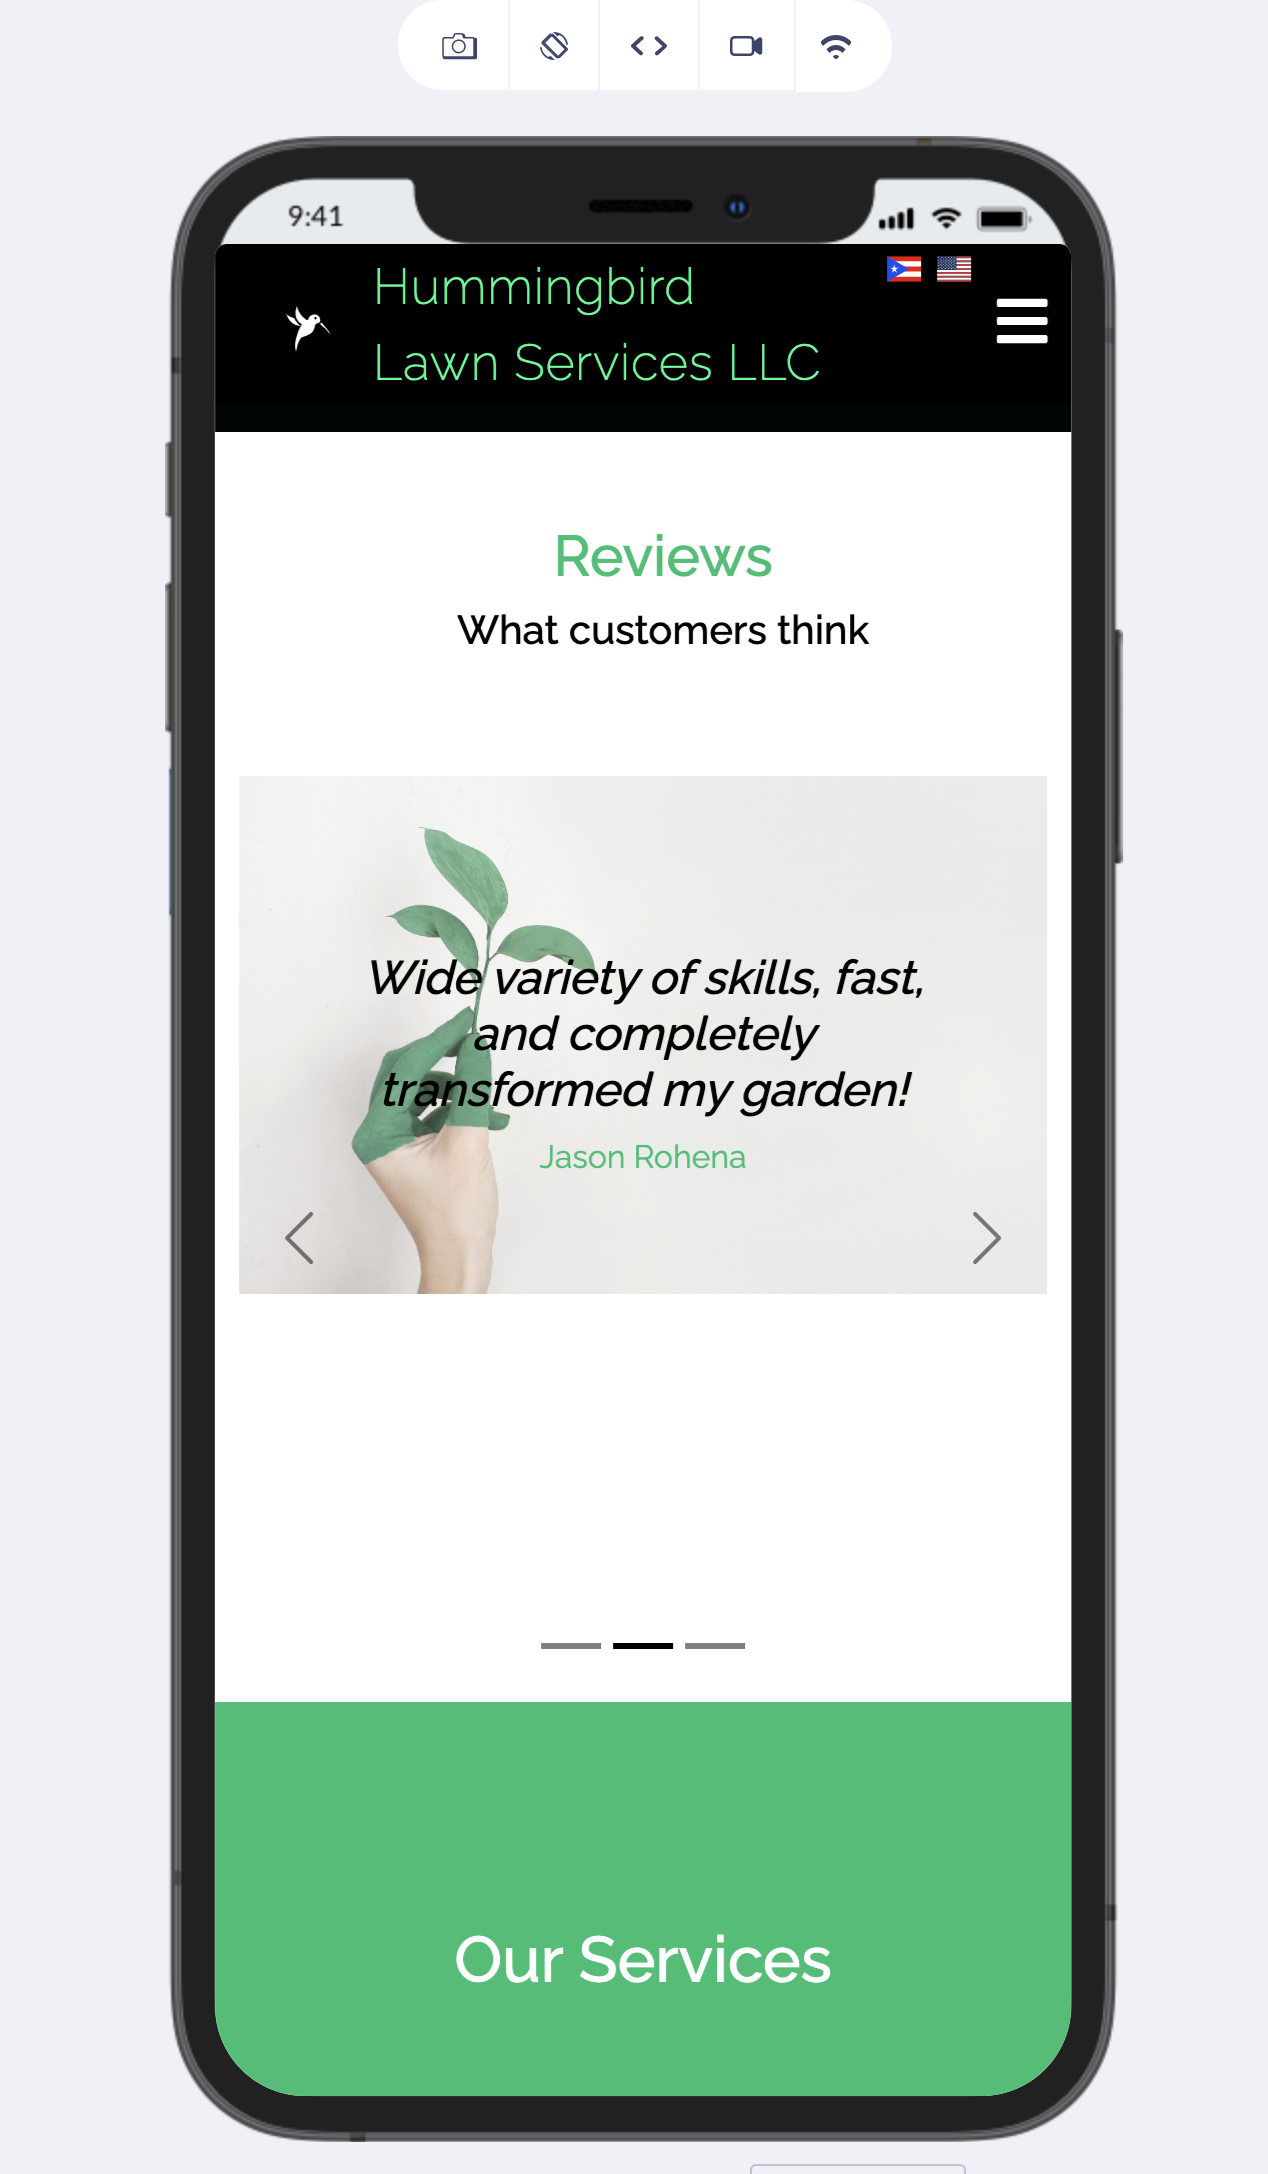 9:41
Hummingbird
Lawn Services LLC
Reviews
What customers think
Wide variety of skills, fast,
and completely
transformed my garden!
Jason Rohena
Our Services